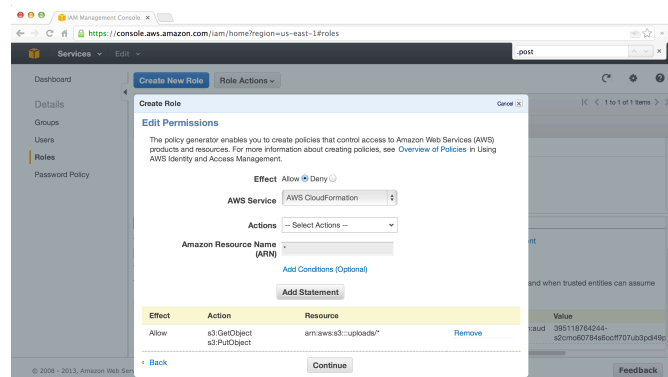 IAM Management Console
https://console.aws.amazon.com/iam/home?region=us-east-1#roles
.post
Services Edit
Dashboard
Details
Groups
Users
Roles
Password Policy
Create New Role Role Actions
1 to 1 of 1 Items
Create Role Cancel
Edit Permissions
The policy generator enables you to create policies that control access to Amazon Web Services (AWS)
products and resources. For more information about creating policies, see Overview of Policies in Using
AWS Identity and Access Management.
Effect Allow Deny
AWS Service AWS CloudFormation
Actions -- Select Actions --
Amazon Resource Name
(ARN) *
Add Conditions (Optional)
Add Statement
and when trusted entities can assume
Effect Action Resource
Allow s3:GetObject arn:aws:s3:::uploads/* Remove
s3:PutObject
Value
:aud 395118764244-
s2cmo60784s6ocff707ub3pdl49p
Back
Continue
© 2008 - 2013, Amazon Web Serv
Feedback